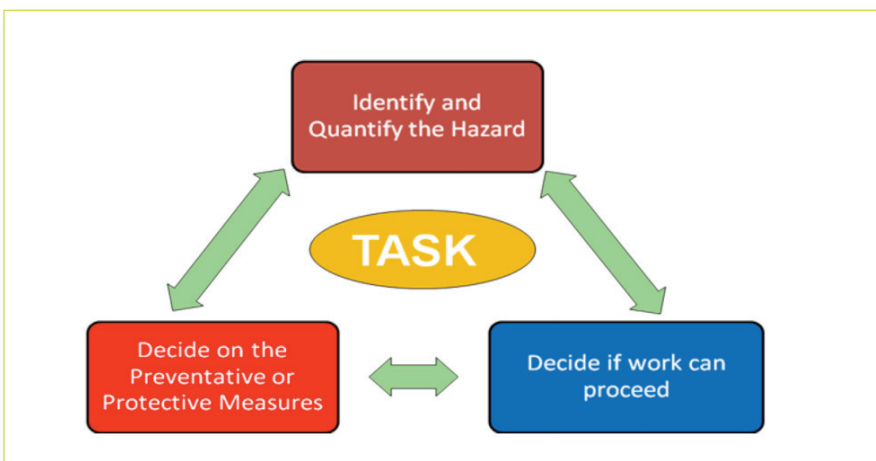 Identify and
Quantify the Hazard
TASK
Decide on the
Preventative or
Protective Measures
Decide if work can
proceed